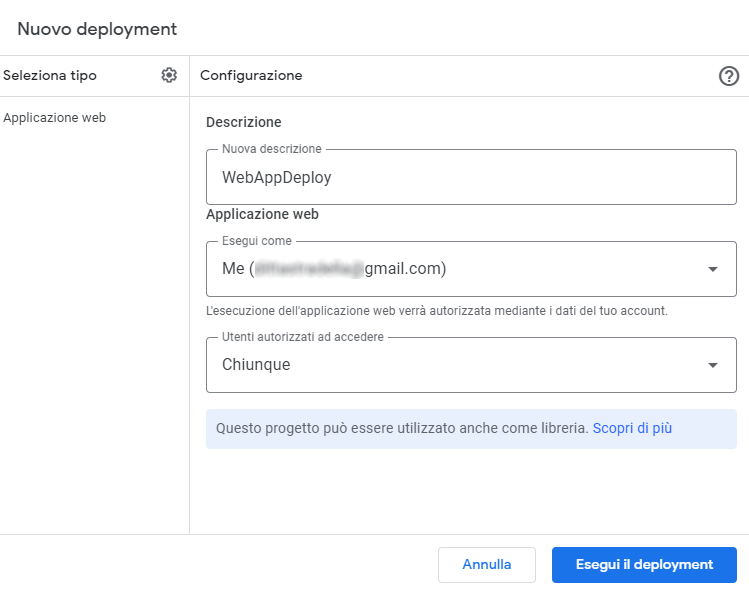 Nuovo deployment
Seleziona tipo
Configurazione
Applicazione web
Descrizione
Nuova descrizione
WebAppDeploy
Applicazione web
Esegui come
Me (gmail.com)
L'esecuzione dell'applicazione web verrà autorizzata mediante i dati del tuo account.
Utenti autorizzati ad accedere
Chiunque
Questo progetto può essere utilizzato anche come libreria. Scopri di più
Annulla
Esegui il deployment